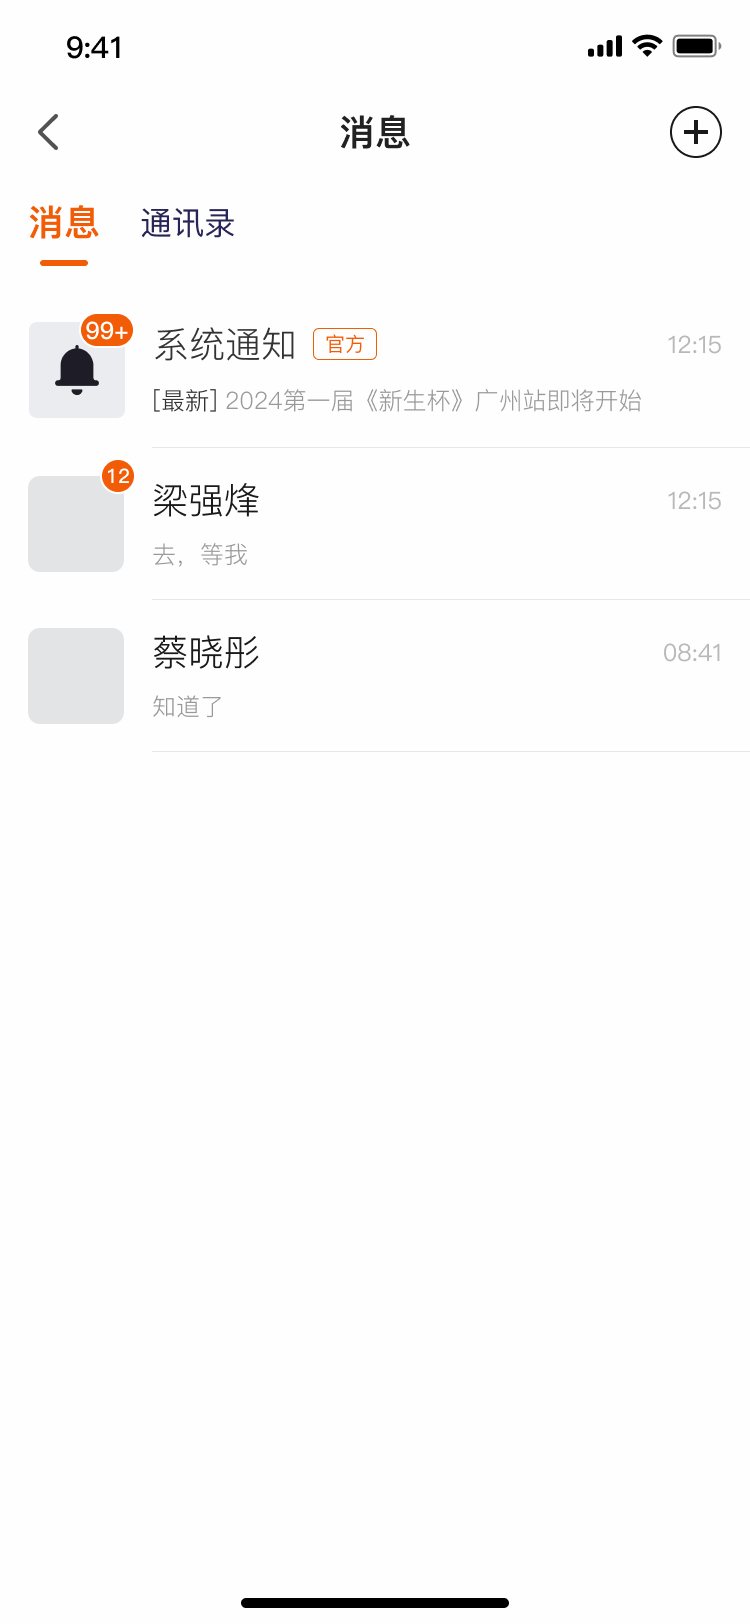 9:41
消息
消息 通讯录
99+
系统通知 官方 12:15
[最新] 2024第一届《新生杯》广州站即将开始
12
梁强烽 12:15
去，等我
蔡晓彤 08:41
知道了